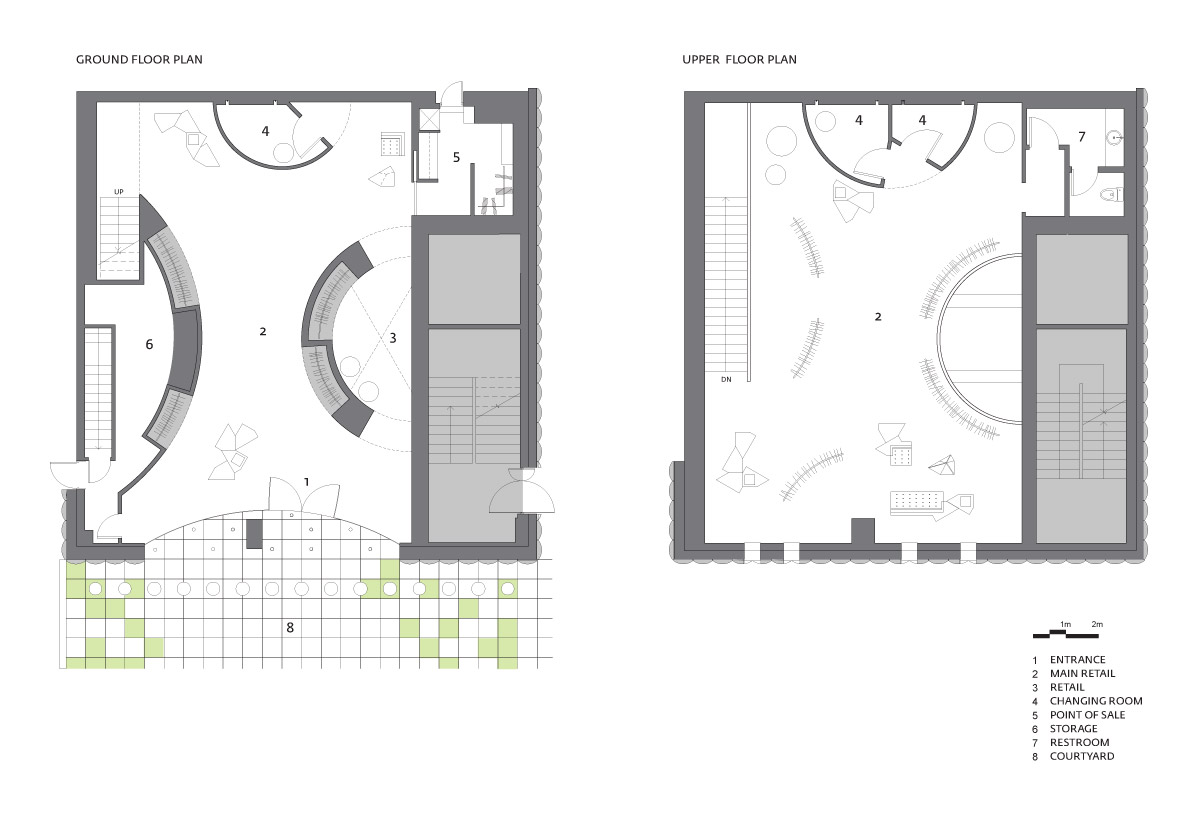 GROUND FLOOR PLAN
UPPER FLOOR PLAN
4
5
UP
2
3
6
1
8
4
4
7
2
DN
1m 2m
1 ENTRANCE
2 MAIN RETAIL
3 RETAIL
4 CHANGING ROOM
5 POINT OF SALE
6 STORAGE
7 RESTROOM
8 COURTYARD